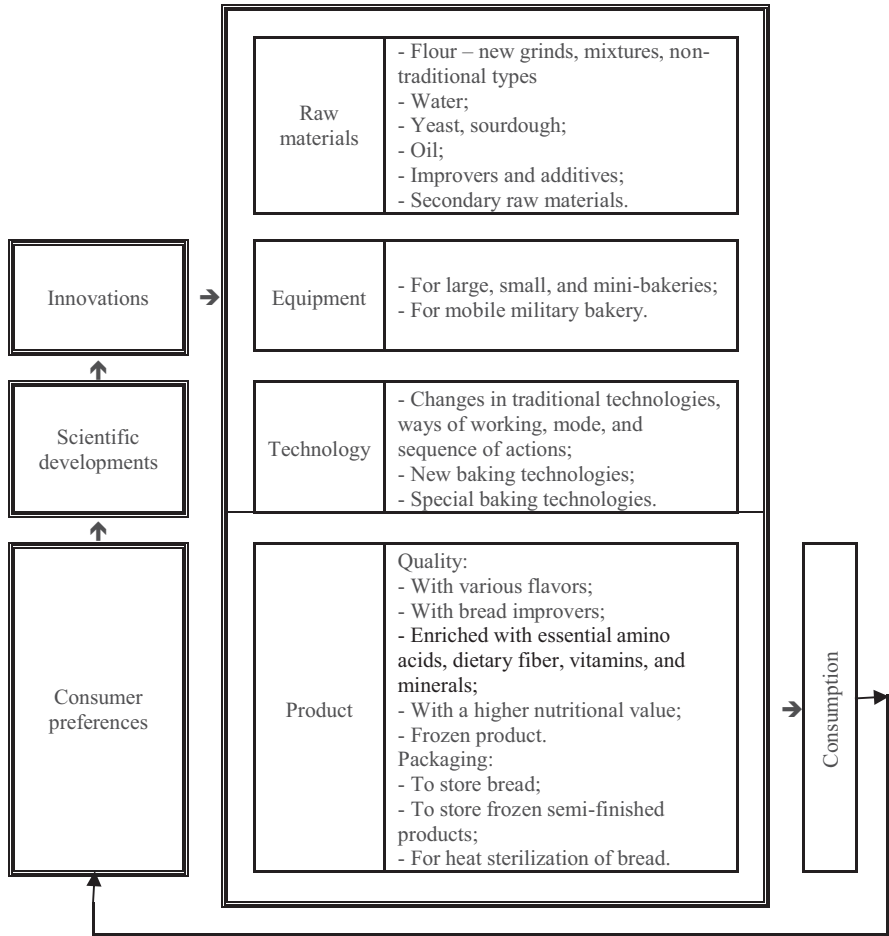 Raw
materials
- Flour – new grinds, mixtures, non-
traditional types
- Water;
- Yeast, sourdough;
- Oil;
- Improvers and additives;
- Secondary raw materials.
Innovations
Equipment
- For large, small, and mini-bakeries;
- For mobile military bakery.
Scientific
developments
Technology
- Changes in traditional technologies,
ways of working, mode, and
sequence of actions;
- New baking technologies;
- Special baking technologies.
Consumer
preferences
Product
Quality:
- With various flavors;
- With bread improvers;
- Enriched with essential amino
acids, dietary fiber, vitamins, and
minerals;
- With a higher nutritional value;
- Frozen product.
Packaging:
- To store bread;
- To store frozen semi-finished
products;
- For heat sterilization of bread.
Consumption